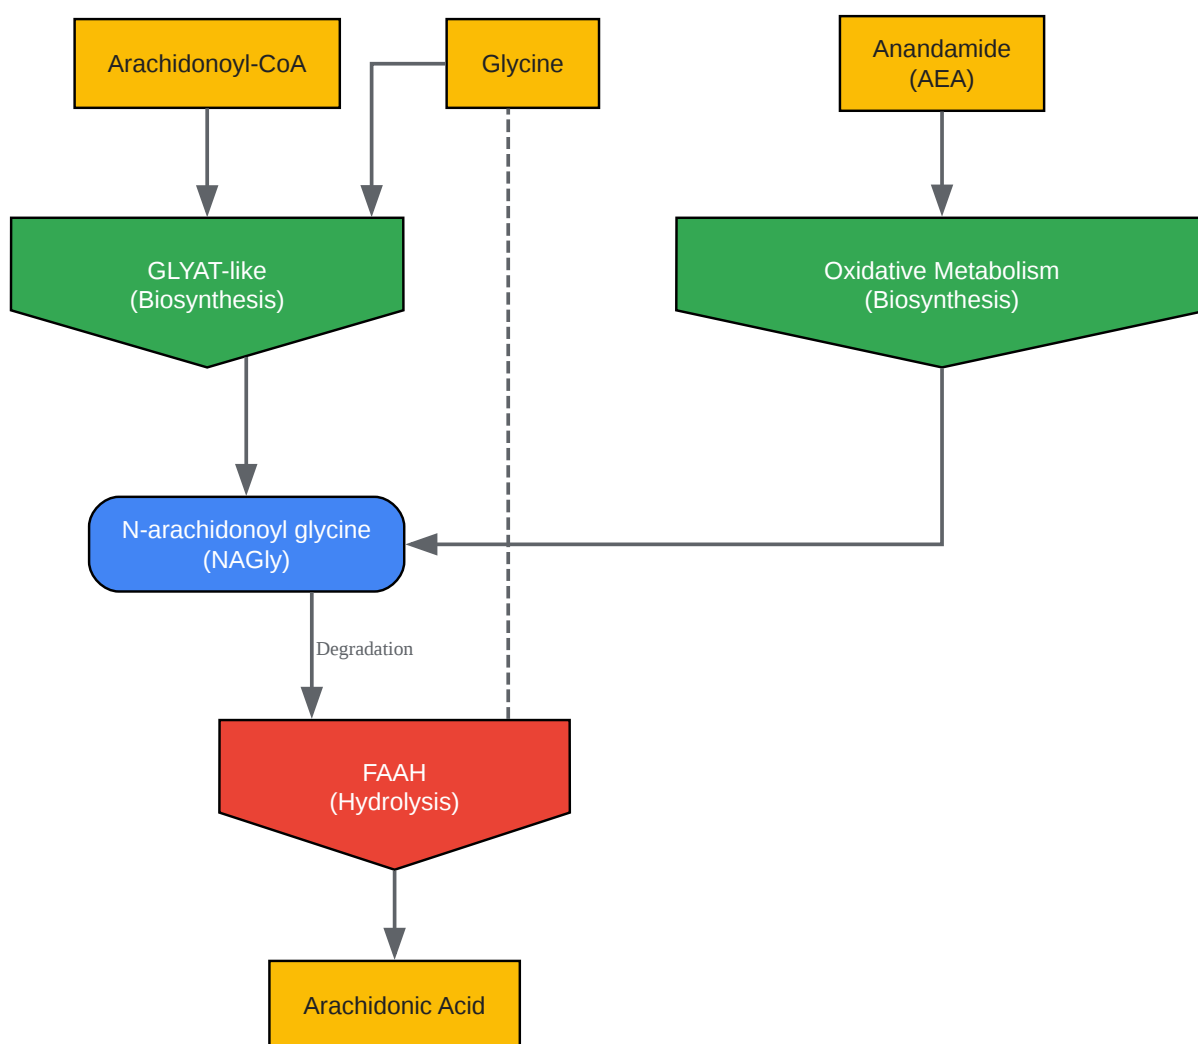 Arachidonoyl-CoA
Glycine
Anandamide
(AEA)
GLYAT-like
(Biosynthesis)
Oxidative Metabolism
(Biosynthesis)
N-arachidonoyl glycine
(NAGly)
Degradation
FAAH
(Hydrolysis)
Arachidonic Acid